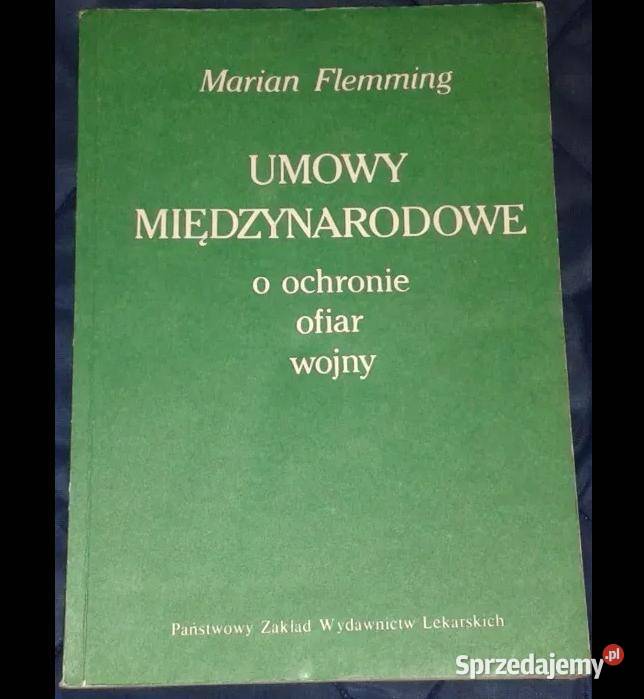 Marian Flemming
UMOWY
MIĘDZYNARODOWE
o ochronie
ofiar
wojny
Państwowy Zakład Wydawnictw Lekarskich
Sprzedajemy.pl